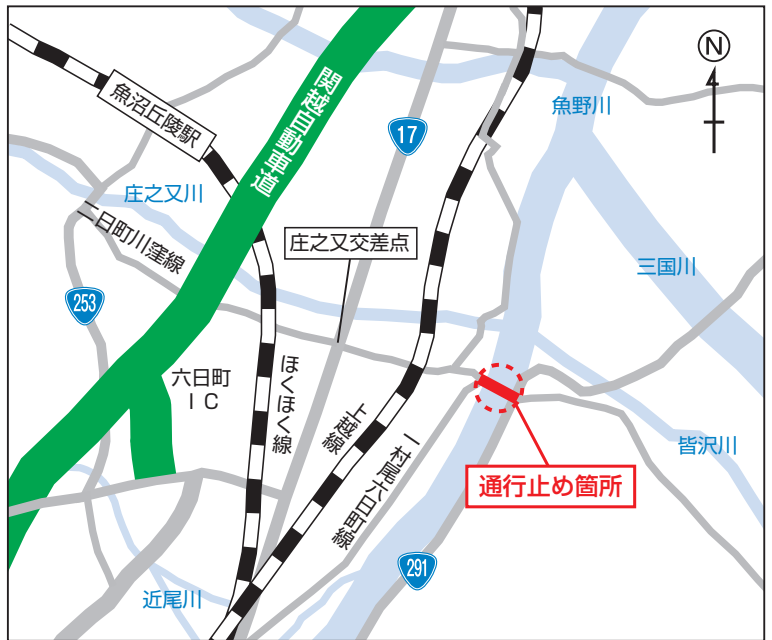 N
魚野川
関越自動車道
17
魚沼丘陵駅
庄之又川
二日町川窪線
庄之又交差点
三国川
253
六日町
ＩＣ
ほくほく線
上越線
一村尾六日町線
皆沢川
通行止め箇所
291
近尾川